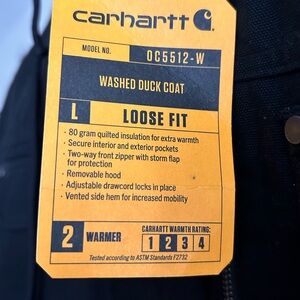 carhartt
MODEL NO. OC5512-W
WASHED DUCK COAT
L LOOSE FIT
· 80 gram quilted insulation for extra warmth
· Secure interior and exterior pockets
· Two-way front zipper with storm flap
for protection
· Removable hood
· Adjustable drawcord locks in place
· Vented side hem for increased mobility
2 WARMER
CARHARTT WARMTH RATING:
1 2 3 4
Tested according to ASTM Standards F2732